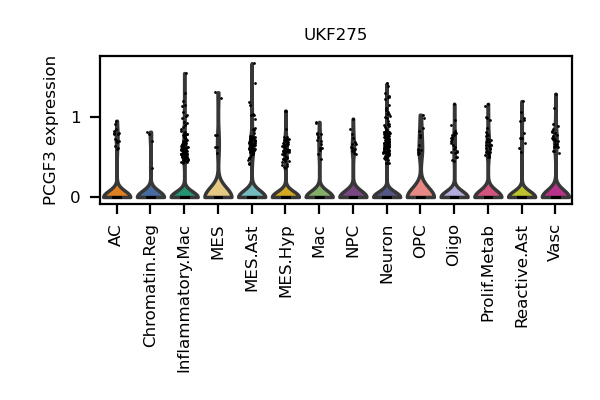 UKF275
PCGF3 expression
1
0
AC
Chromatin.Reg
Inflammatory.Mac
MES
MES.Ast
MES.Hyp
Mac
NPC
Neuron
OPC
Oligo
Prolif.Metab
Reactive.Ast
Vasc